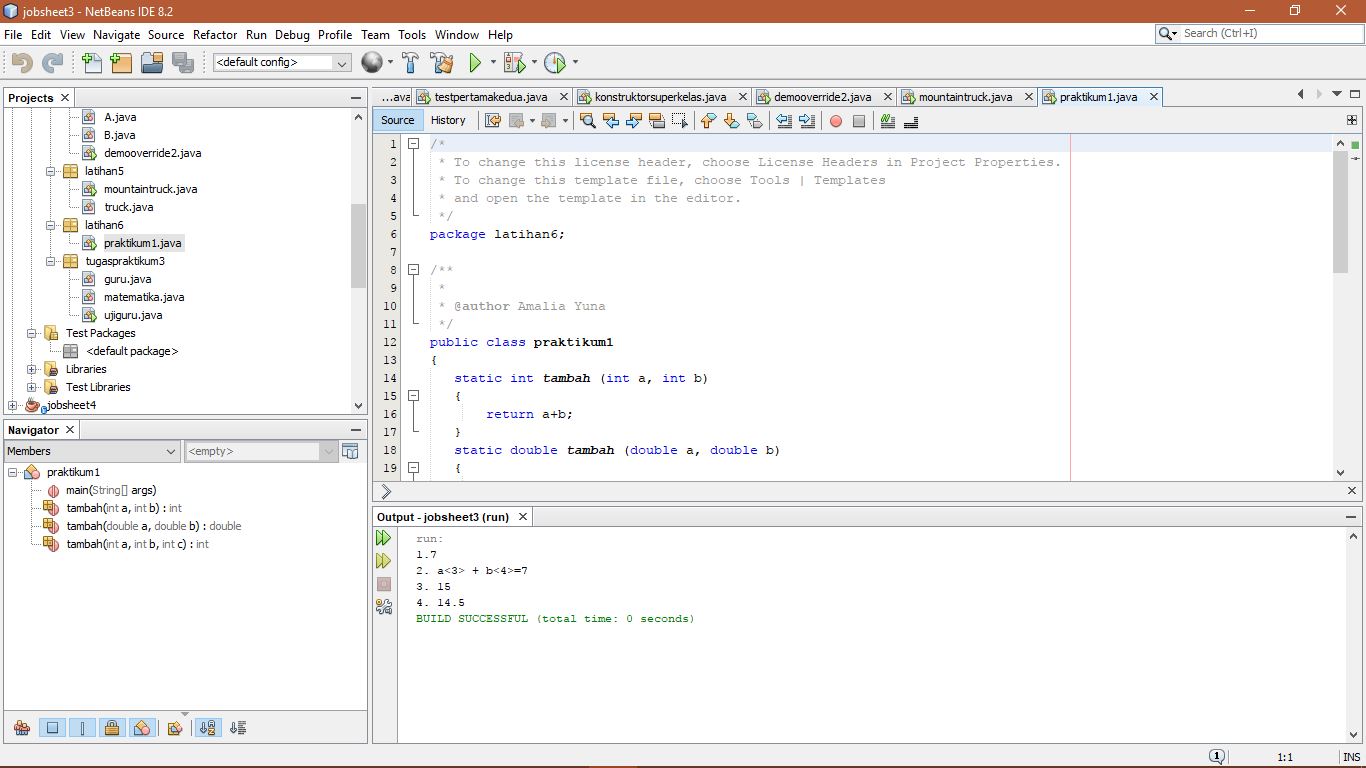 jobsheet3 - NetBeans IDE 8.2
File Edit View Navigate Source Refactor Run Debug Profile Team Tools Window Help
Search (Ctrl+I)
<default config>
Projects
A.java
B.java
demooverride2.java
latihan5
mountaintruck.java
truck.java
latihan6
praktikum1.java
tugaspraktikum3
guru.java
matematika.java
ujiguru.java
Test Packages
<default package>
Libraries
Test Libraries
jobsheet4
Navigator
Members
<empty>
praktikum1
main(String[] args)
tambah(int a, int b) : int
tambah(double a, double b) : double
tambah(int a, int b, int c) : int
...ava testpertamakedua.java konstruktorsuperkelas.java demooverride2.java mountaintruck.java praktikum1.java
Source History
1 /*
2 * To change this license header, choose License Headers in Project Properties.
3 * To change this template file, choose Tools | Templates
4 * and open the template in the editor.
5 */
6 package latihan6;
7
8 /**
9 *
10 * @author Amalia Yuna
11 */
12 public class praktikum1
13 {
14 static int tambah (int a, int b)
15 {
16 return a+b;
17 }
18 static double tambah (double a, double b)
19 {
Output - jobsheet3 (run)
run:
1.7
2. a<3> + b<4>=7
3. 15
4. 14.5
BUILD SUCCESSFUL (total time: 0 seconds)
1 1:1 INS